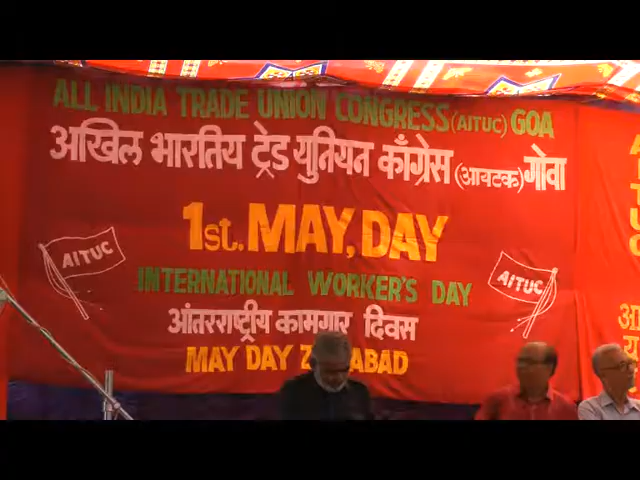 ALL INDIA TRADE UNION CONGRESS (AITUC) GOA
अखिल भारतिय ट्रेड युनियन काँग्रेस (आयटक) गोवा
1st. MAY, DAY
AITUC
AITUC
INTERNATIONAL WORKER'S DAY
आंतरराष्ट्रीय कामगार दिवस
MAY DAY